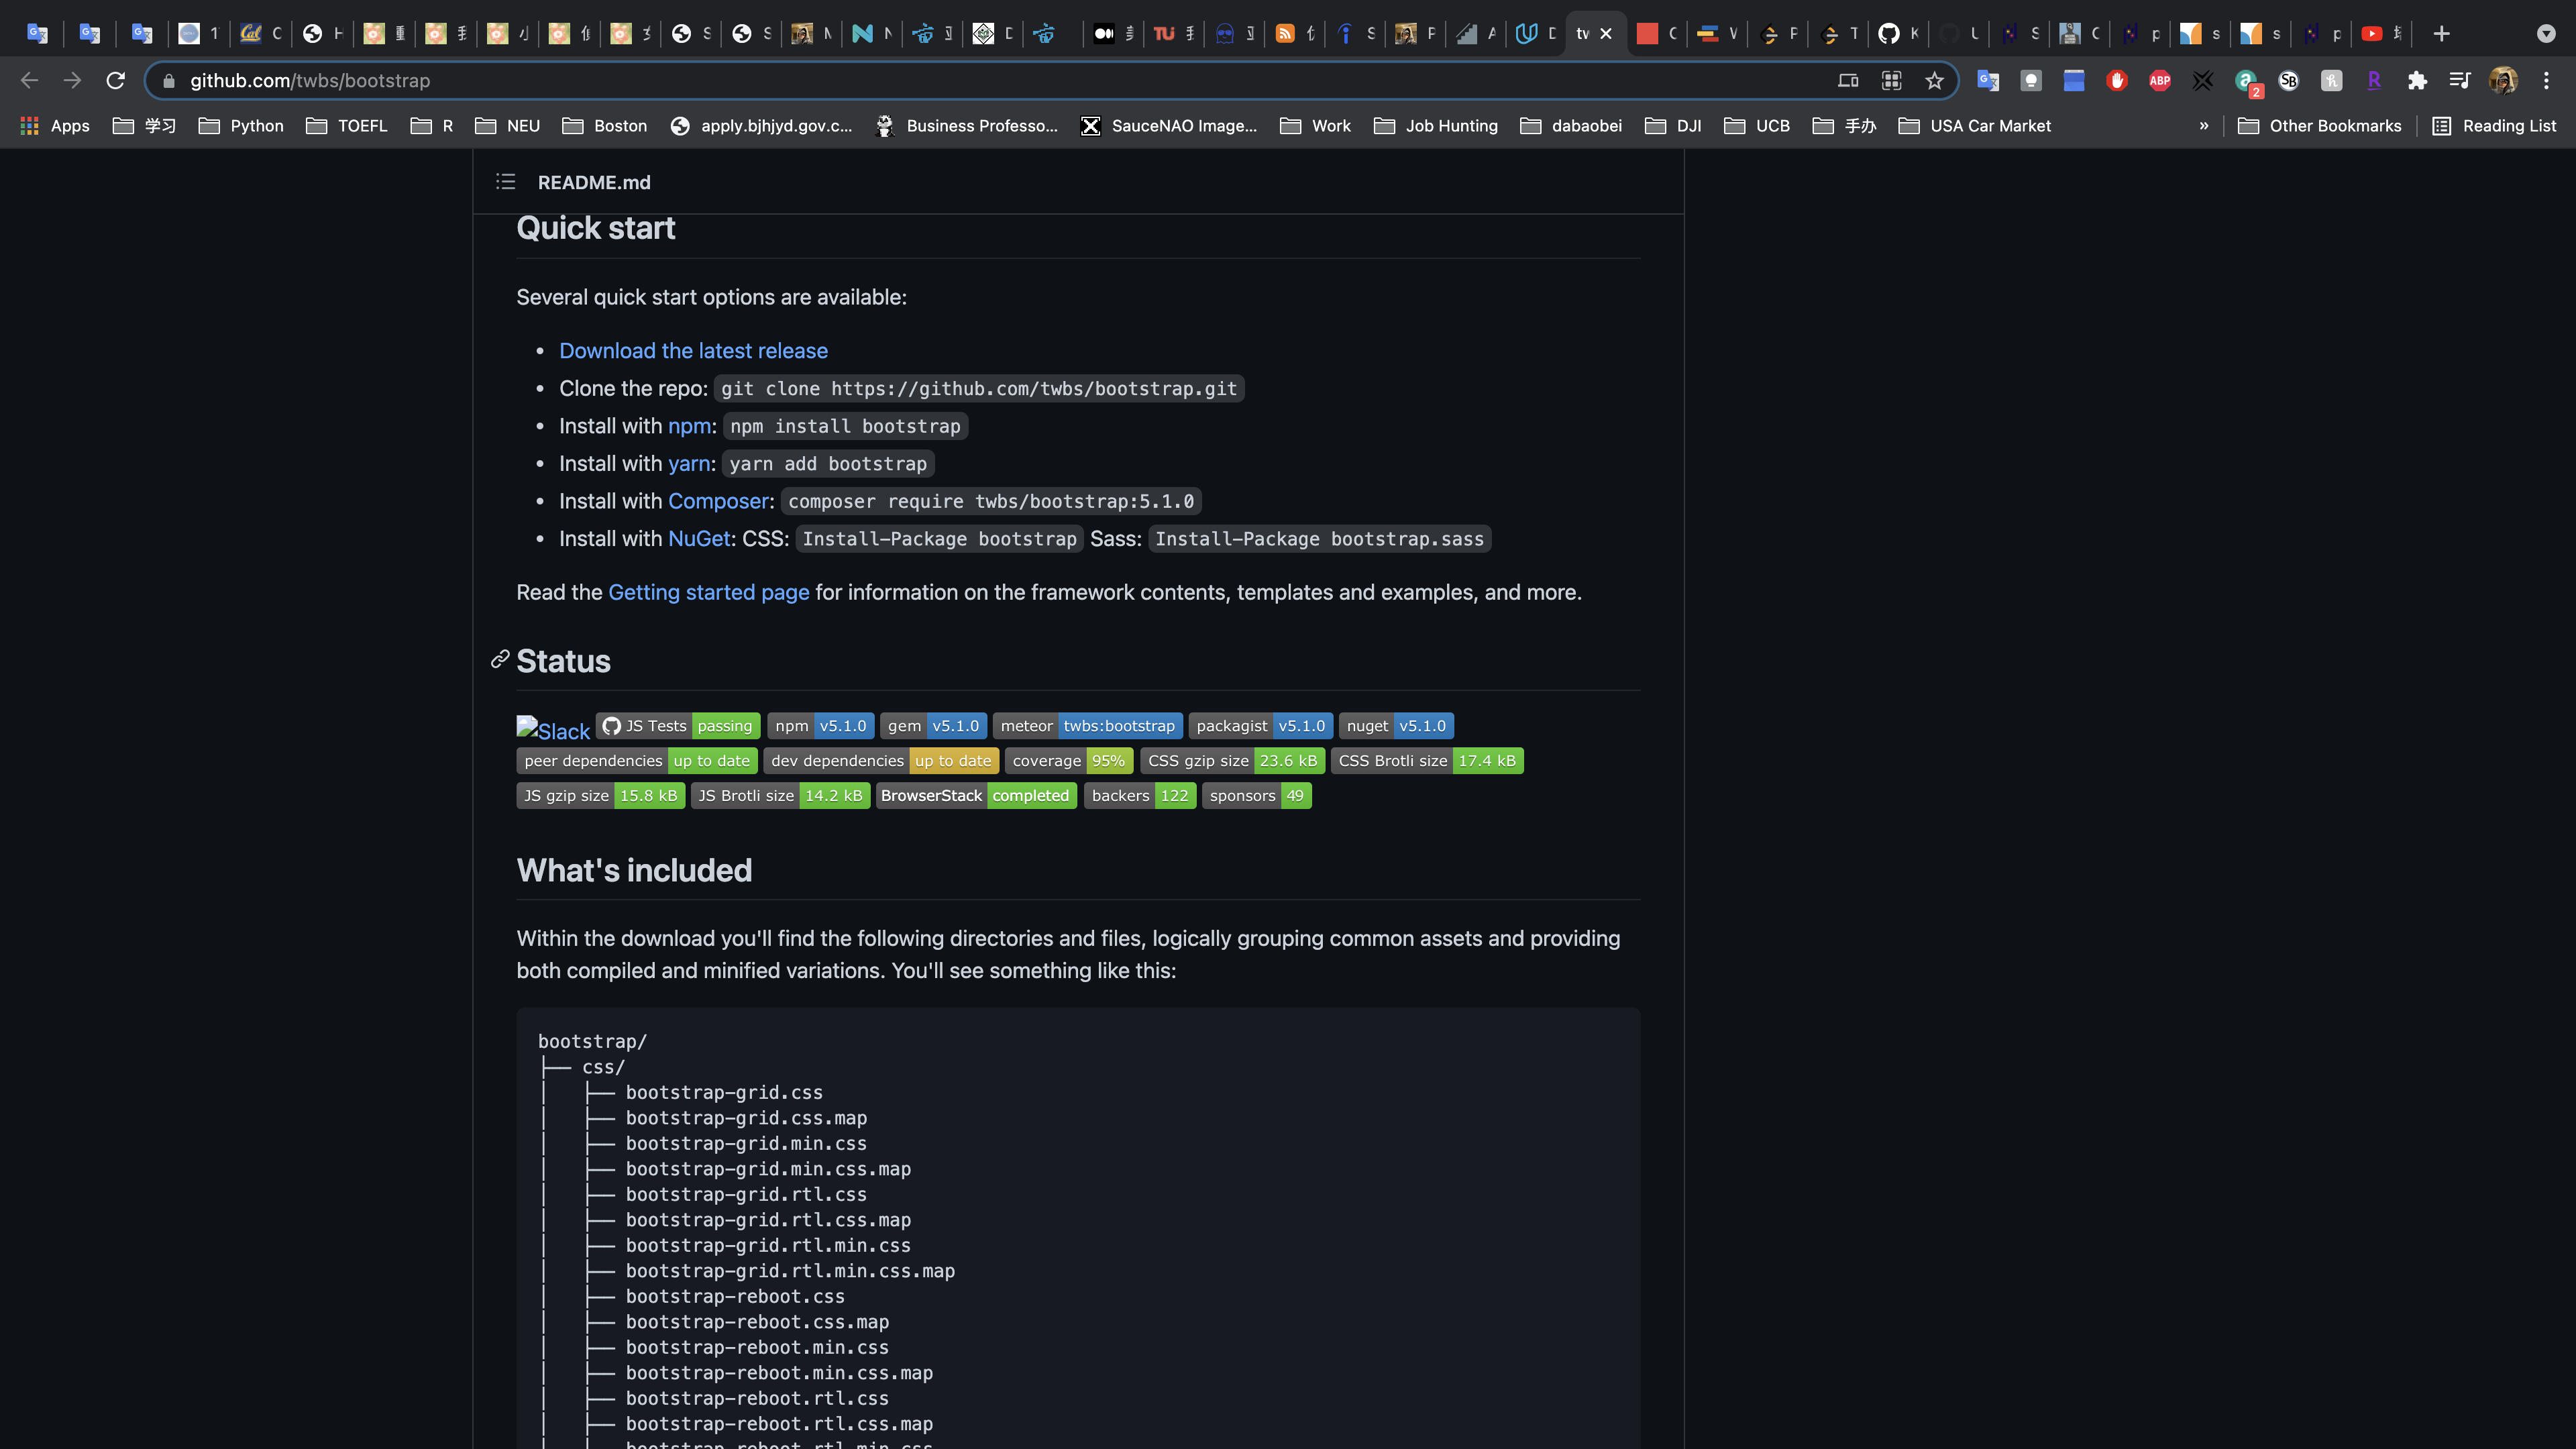 github.com/twbs/bootstrap
Apps 学习 Python TOEFL R NEU Boston apply.bjhjyd.gov.c... Business Professo... SauceNAO Image... Work Job Hunting dabaobei DJI UCB 手办 USA Car Market » Other Bookmarks Reading List
README.md
Quick start
Several quick start options are available:
• Download the latest release
• Clone the repo: git clone https://github.com/twbs/bootstrap.git
• Install with npm: npm install bootstrap
• Install with yarn: yarn add bootstrap
• Install with Composer: composer require twbs/bootstrap:5.1.0
• Install with NuGet: CSS: Install-Package bootstrap Sass: Install-Package bootstrap.sass
Read the Getting started page for information on the framework contents, templates and examples, and more.
Status
Slack JS Tests passing npm v5.1.0 gem v5.1.0 meteor twbs:bootstrap packagist v5.1.0 nuget v5.1.0
peer dependencies up to date dev dependencies up to date coverage 95% CSS gzip size 23.6 kB CSS Brotli size 17.4 kB
JS gzip size 15.8 kB JS Brotli size 14.2 kB BrowserStack completed backers 122 sponsors 49
What's included
Within the download you'll find the following directories and files, logically grouping common assets and providing
both compiled and minified variations. You'll see something like this:
bootstrap/
├── css/
│   ├── bootstrap-grid.css
│   ├── bootstrap-grid.css.map
│   ├── bootstrap-grid.min.css
│   ├── bootstrap-grid.min.css.map
│   ├── bootstrap-grid.rtl.css
│   ├── bootstrap-grid.rtl.css.map
│   ├── bootstrap-grid.rtl.min.css
│   ├── bootstrap-grid.rtl.min.css.map
│   ├── bootstrap-reboot.css
│   ├── bootstrap-reboot.css.map
│   ├── bootstrap-reboot.min.css
│   ├── bootstrap-reboot.min.css.map
│   ├── bootstrap-reboot.rtl.css
│   ├── bootstrap-reboot.rtl.css.map
│   ├── bootstrap-reboot.rtl.min.css